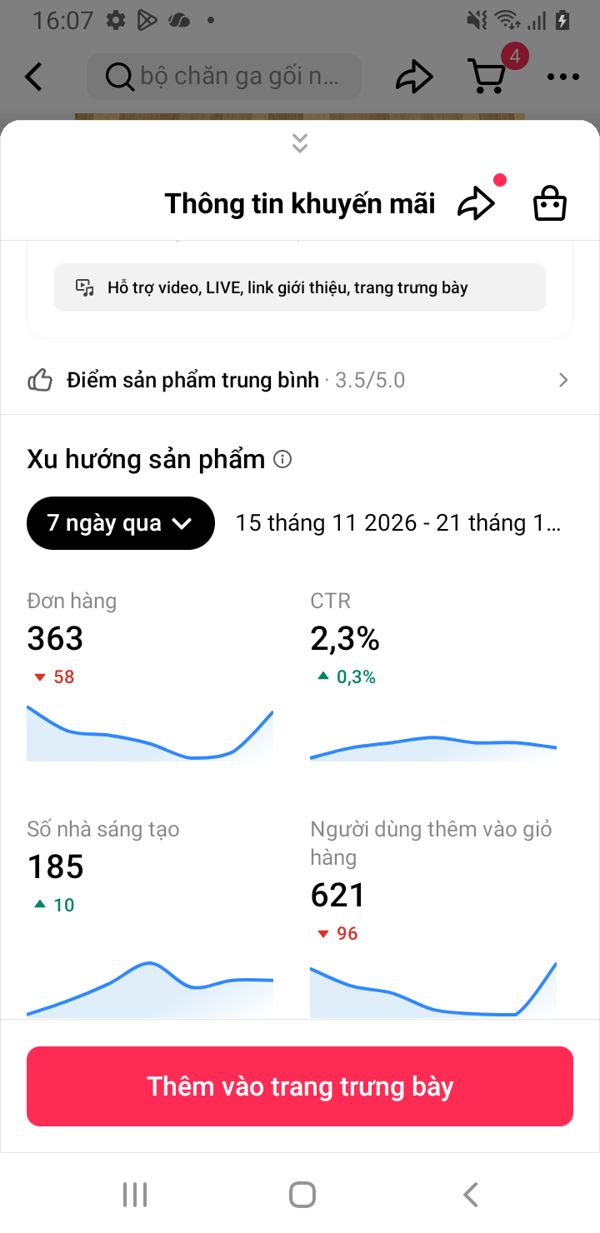 16:07
4
bộ chăn ga gối n...
Thông tin khuyến mãi
Hỗ trợ video, LIVE, link giới thiệu, trang trưng bày
Điểm sản phẩm trung bình · 3.5/5.0
Xu hướng sản phẩm
7 ngày qua
15 tháng 11 2026 - 21 tháng 1...
Đơn hàng
363
58
CTR
2,3%
0,3%
Số nhà sáng tạo
185
10
Người dùng thêm vào giỏ
hàng
621
96
Thêm vào trang trưng bày